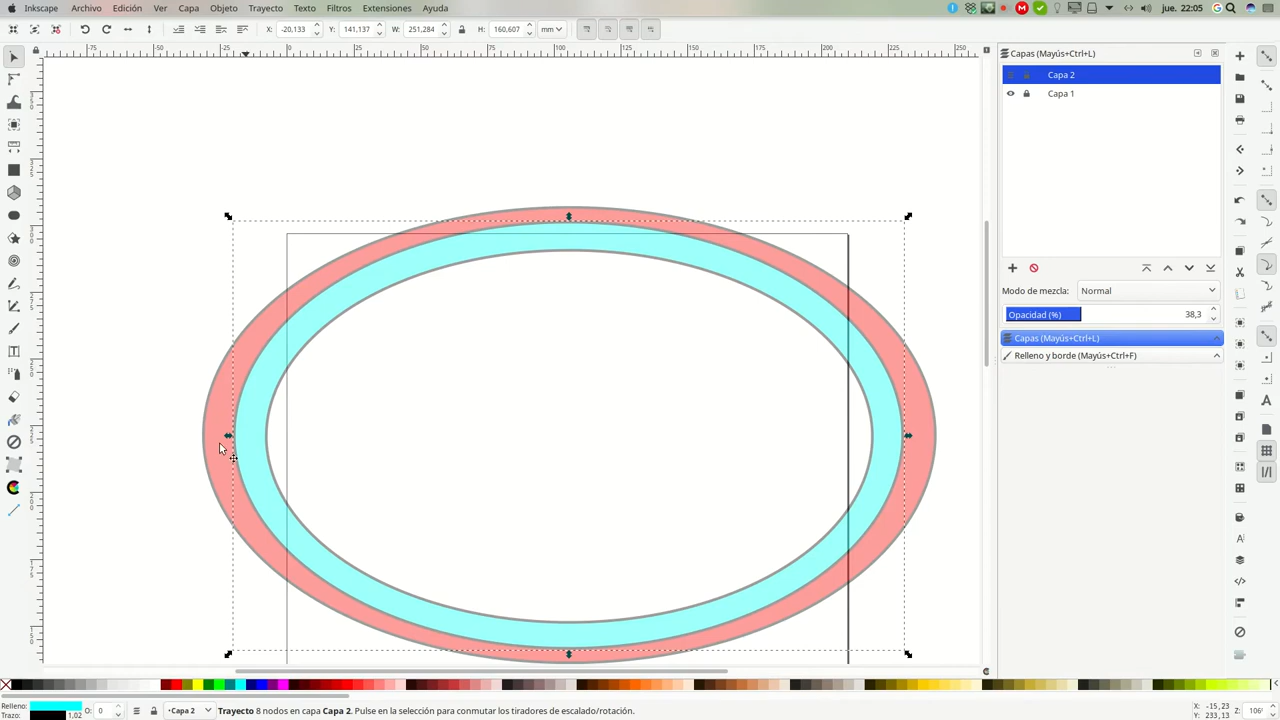 Inkscape Archivo Edición Ver Capa Objeto Trayecto Texto Filtros Extensiones Ayuda jue. 22:05
X: -20,133 Y: 141,137 W: 251,284 H: 160,607 mm
Capas (Mayús+Ctrl+L)
Capa 2
Capa 1
Modo de mezcla: Normal
Opacidad (%) 38,3
Capas (Mayús+Ctrl+L)
Relleno y borde (Mayús+Ctrl+F)
Relleno: O: 0 •Capa 2 Trayecto 8 nodos en capa Capa 2. Pulse en la selección para conmutar los tiradores de escalado/rotación. X: -15,23 Z: 106
Trazo: 1,02 Y: 233,13